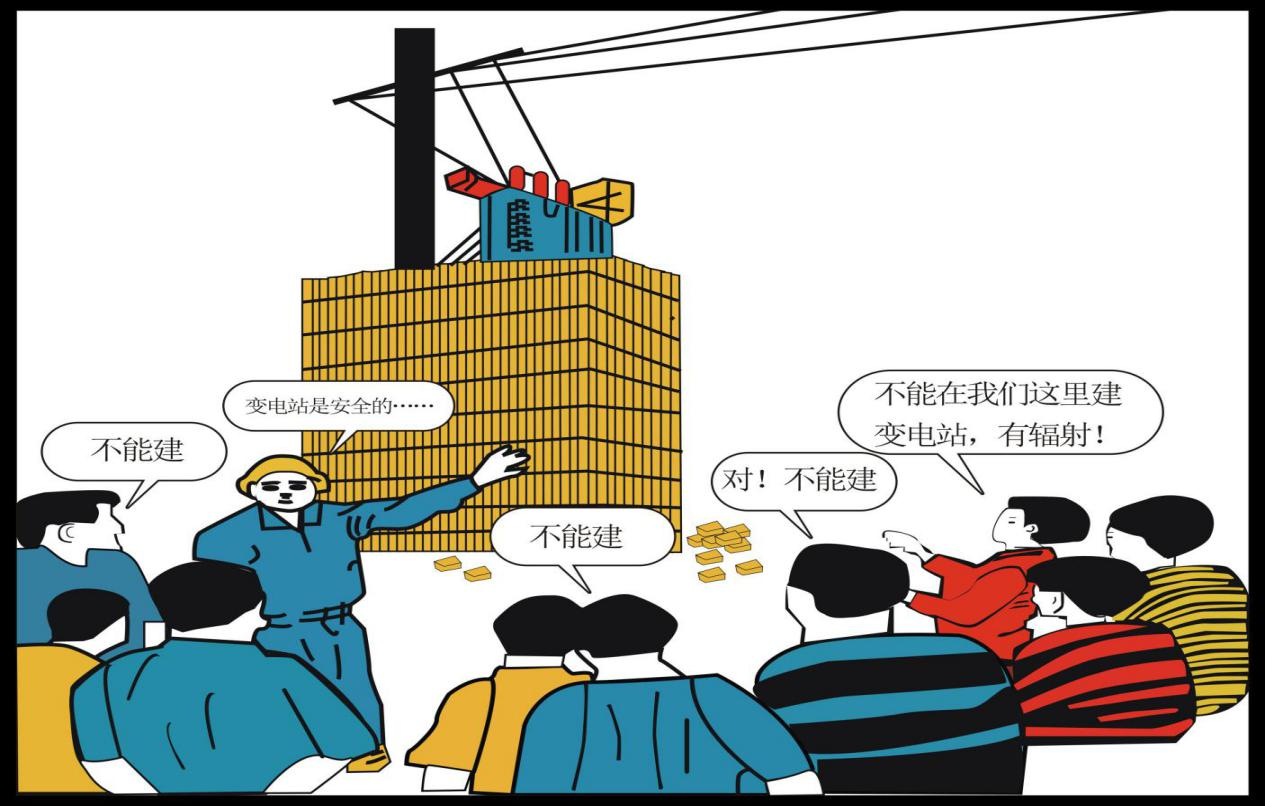 变电站是安全的……
不能建
不能建
不能在我们这里建
变电站，有辐射！
对！不能建